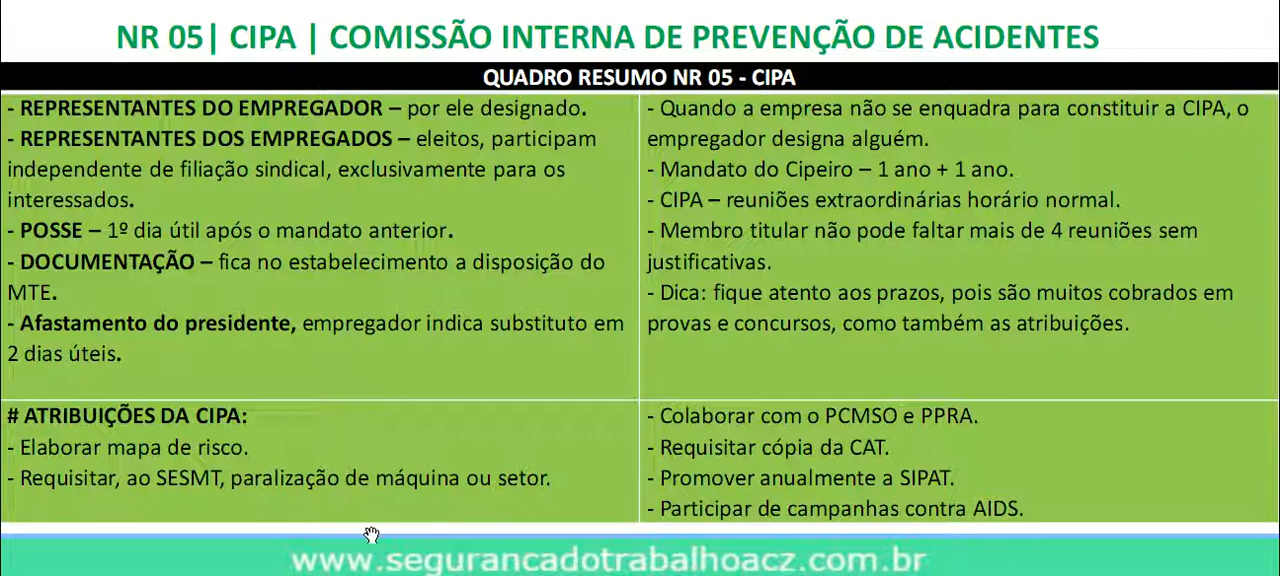 NR 05| CIPA | COMISSÃO INTERNA DE PREVENÇÃO DE ACIDENTES
QUADRO RESUMO NR 05 - CIPA
- REPRESENTANTES DO EMPREGADOR – por ele designado.
- REPRESENTANTES DOS EMPREGADOS – eleitos, participam
independente de filiação sindical, exclusivamente para os
interessados.
- POSSE – 1º dia útil após o mandato anterior.
- DOCUMENTAÇÃO – fica no estabelecimento a disposição do
MTE.
- Afastamento do presidente, empregador indica substituto em
2 dias úteis.
- Quando a empresa não se enquadra para constituir a CIPA, o
empregador designa alguém.
- Mandato do Cipeiro – 1 ano + 1 ano.
- CIPA – reuniões extraordinárias horário normal.
- Membro titular não pode faltar mais de 4 reuniões sem
justificativas.
- Dica: fique atento aos prazos, pois são muitos cobrados em
provas e concursos, como também as atribuições.
# ATRIBUIÇÕES DA CIPA:
- Elaborar mapa de risco.
- Requisitar, ao SESMT, paralização de máquina ou setor.
- Colaborar com o PCMSO e PPRA.
- Requisitar cópia da CAT.
- Promover anualmente a SIPAT.
- Participar de campanhas contra AIDS.
www.segurancadotrabalhoacz.com.br